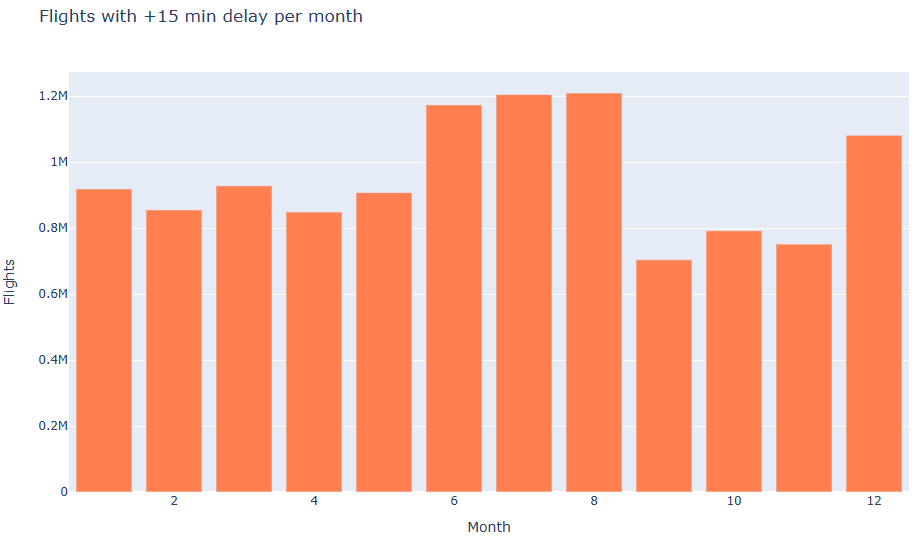 Flights with +15 min delay per month
1.2M
1M
0.8M
0.6M
0.4M
0.2M
0
Flights
2 4 6 8 10 12
Month